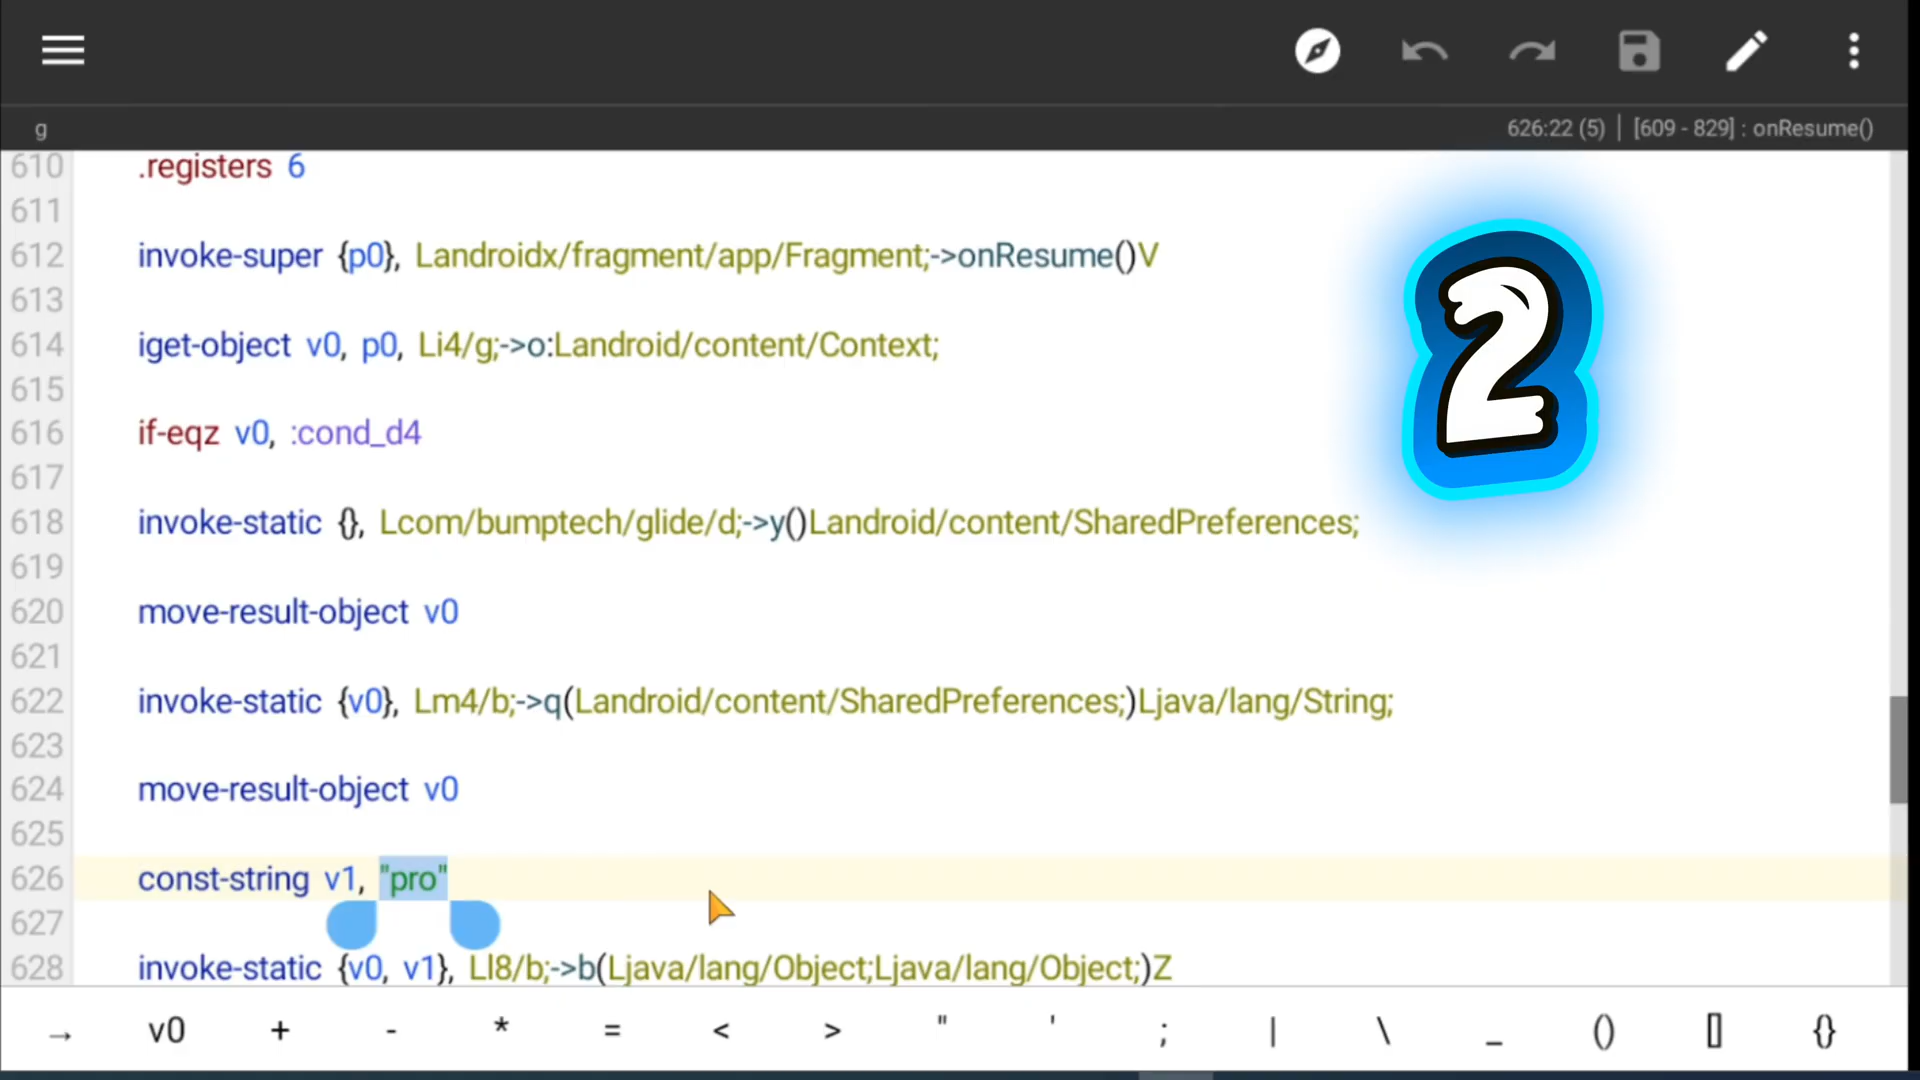 g
626:22 (5) | [609 - 829] : onResume()
610 .registers 6
611
612 invoke-super {p0}, Landroidx/fragment/app/Fragment;->onResume()V
613
614 iget-object v0, p0, Li4/g;->o:Landroid/content/Context;
615
616 if-eqz v0, :cond_d4
617
618 invoke-static {}, Lcom/bumptech/glide/d;->y()Landroid/content/SharedPreferences;
619
620 move-result-object v0
621
622 invoke-static {v0}, Lm4/b;->q(Landroid/content/SharedPreferences;)Ljava/lang/String;
623
624 move-result-object v0
625
626 const-string v1, "pro"
627
628 invoke-static {v0, v1}, Ll8/b;->b(Ljava/lang/Object;Ljava/lang/Object;)Z
2
→ v0 + - * = < > " ' ; | \ _ () [] {}